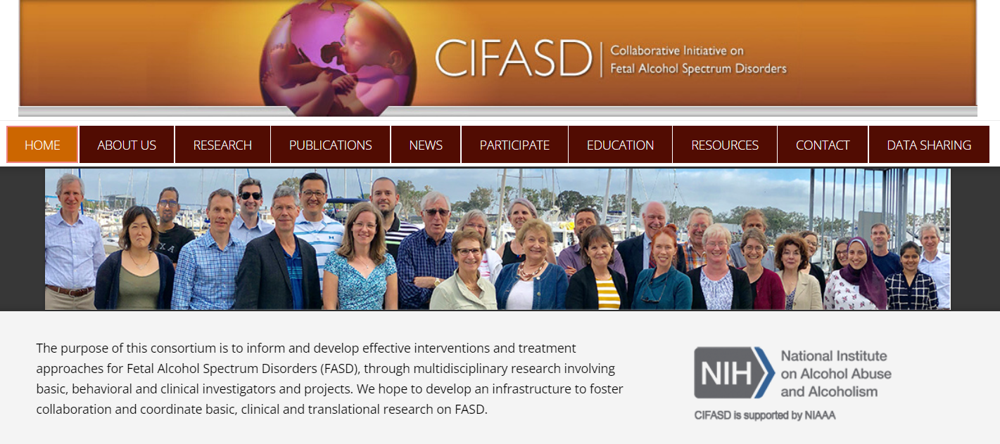 CIFASD
Collaborative Initiative on
Fetal Alcohol Spectrum Disorders
HOME
ABOUT US
RESEARCH
PUBLICATIONS
NEWS
PARTICIPATE
EDUCATION
RESOURCES
CONTACT
DATA SHARING
The purpose of this consortium is to inform and develop effective interventions and treatment
approaches for Fetal Alcohol Spectrum Disorders (FASD), through multidisciplinary research involving
basic, behavioral and clinical investigators and projects. We hope to develop an infrastructure to foster
collaboration and coordinate basic, clinical and translational research on FASD.
NIH
National Institute
on Alcohol Abuse
and Alcoholism
CIFASD is supported by NIAAA